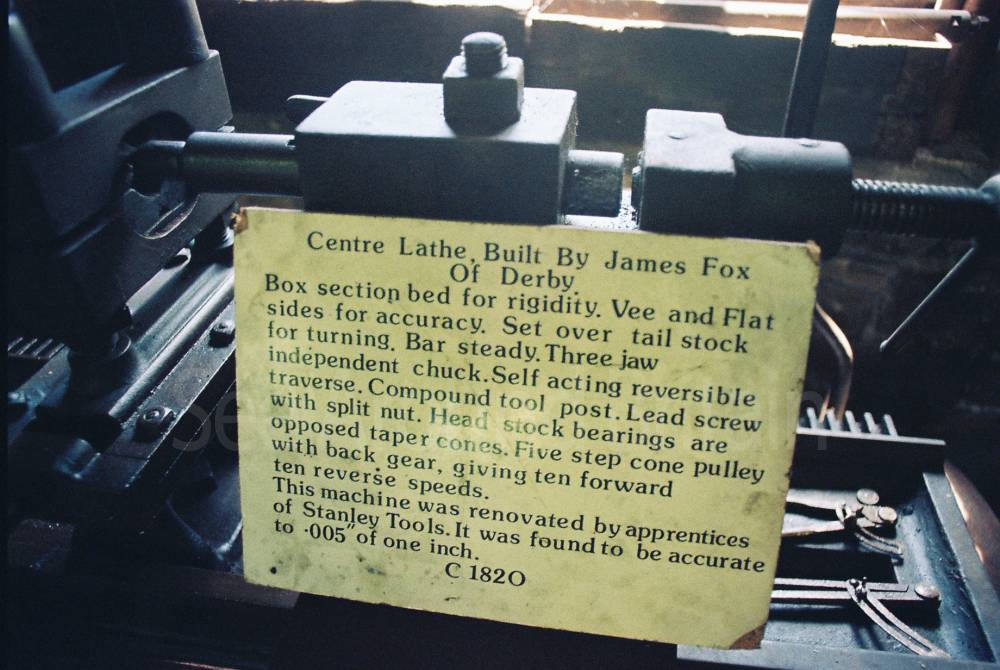 Centre Lathe, Built By James Fox
Of Derby.
Box section bed for rigidity. Vee and Flat
sides for accuracy. Set over tail stock
for turning. Bar steady. Three jaw
independent chuck. Self acting reversible
traverse. Compound tool post. Lead screw
with split nut. Head stock bearings are
opposed taper cones. Five step cone pulley
with back gear, giving ten forward
ten reverse speeds.
This machine was renovated by apprentices
of Stanley Tools. It was found to be accurate
to .005" of one inch.
C 1820